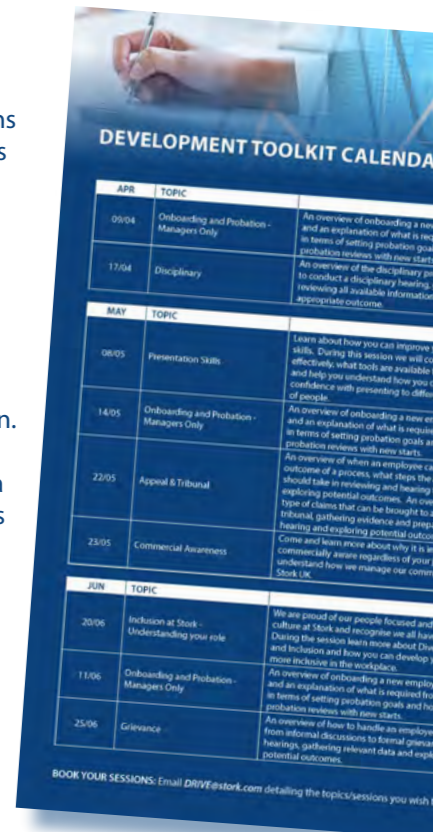 ns
s
n.
n
s
DEVELOPMENT TOOLKIT CALENDA
APR TOPIC
09/04 Onboarding and Probation -
Managers Only
An overview of onboarding a new
and an explanation of what is req
in terms of setting probation goal
probation reviews with new starts
17/04 Disciplinary
An overview of the disciplinary pr
to conduct a disciplinary hearing,
reviewing all available information
appropriate outcome.
MAY TOPIC
08/05 Presentation Skills
Learn about how you can improve y
skills. During this session we will co
effectively, what tools are available
and help you understand how you c
confidence with presenting to differ
of people.
14/05 Onboarding and Probation -
Managers Only
An overview of onboarding a new em
and an explanation of what is require
in terms of setting probation goals an
probation reviews with new starts.
22/05 Appeal & Tribunal
An overview of when an employee ca
outcome of a process, what steps the
should take in reviewing and hearing
exploring potential outcomes. An ove
type of claims that can be brought to a
tribunal, gathering evidence and prepa
hearing and exploring potential outco
23/05 Commercial Awareness
Come and learn more about why it is im
commercially aware regardless of your
understand how we manage our comm
Stork UK.
JUN TOPIC
20/06 Inclusion at Stork -
Understanding your role
We are proud of our people focused and
culture at Stork and recognise we all hav
During the session learn more about Dive
and Inclusion and how you can develop y
more inclusive in the workplace.
11/06 Onboarding and Probation -
Managers Only
An overview of onboarding a new employ
and an explanation of what is required fro
in terms of setting probation goals and ho
probation reviews with new starts.
25/06 Grievance
An overview of how to handle an employe
from informal discussions to formal grievan
hearings, gathering relevant data and explo
potential outcomes.
BOOK YOUR SESSIONS: Email DRIVE@stork.com detailing the topics/sessions you wish t